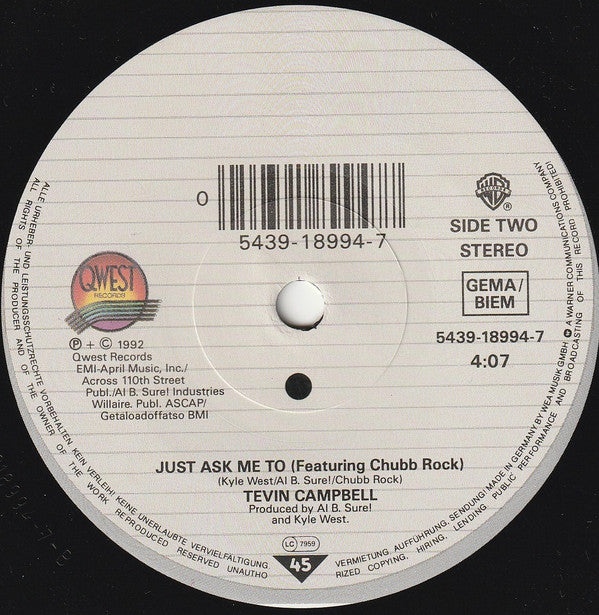 0
5439-18994-7
WB
WARNER BROS
RECORDS
®
SIDE TWO
STEREO
GEMA/
BIEM
5439-18994-7
4:07
QWEST
RECORDS
℗ + © 1992
Qwest Records
EMI-April Music, Inc./
Across 110th Street
Publ./Al B. Sure! Industries
Willaire. Publ. ASCAP/
Getaloadoffatso BMI
JUST ASK ME TO (Featuring Chubb Rock)
(Kyle West/Al B. Sure!/Chubb Rock)
TEVIN CAMPBELL
Produced by Al B. Sure!
and Kyle West.
LC 7959
45
ALLE URHEBER- UND LEISTUNGSSCHUTZRECHTE VORBEHALTEN. KEIN VERLEIH! KEINE UNERLAUBTE VERVIELFÄLTIGUNG, VERMIETUNG, AUFFÜHRUNG, SENDUNG! MADE IN GERMANY BY WEA MUSIK GMBH A WARNER COMMUNICATIONS COMPANY
ALL RIGHTS OF THE PRODUCER AND OF THE OWNER OF THE WORK REPRODUCED RESERVED UNAUTHORIZED COPYING, HIRING, LENDING, PUBLIC PERFORMANCE AND BROADCASTING OF THIS RECORD PROHIBITED!